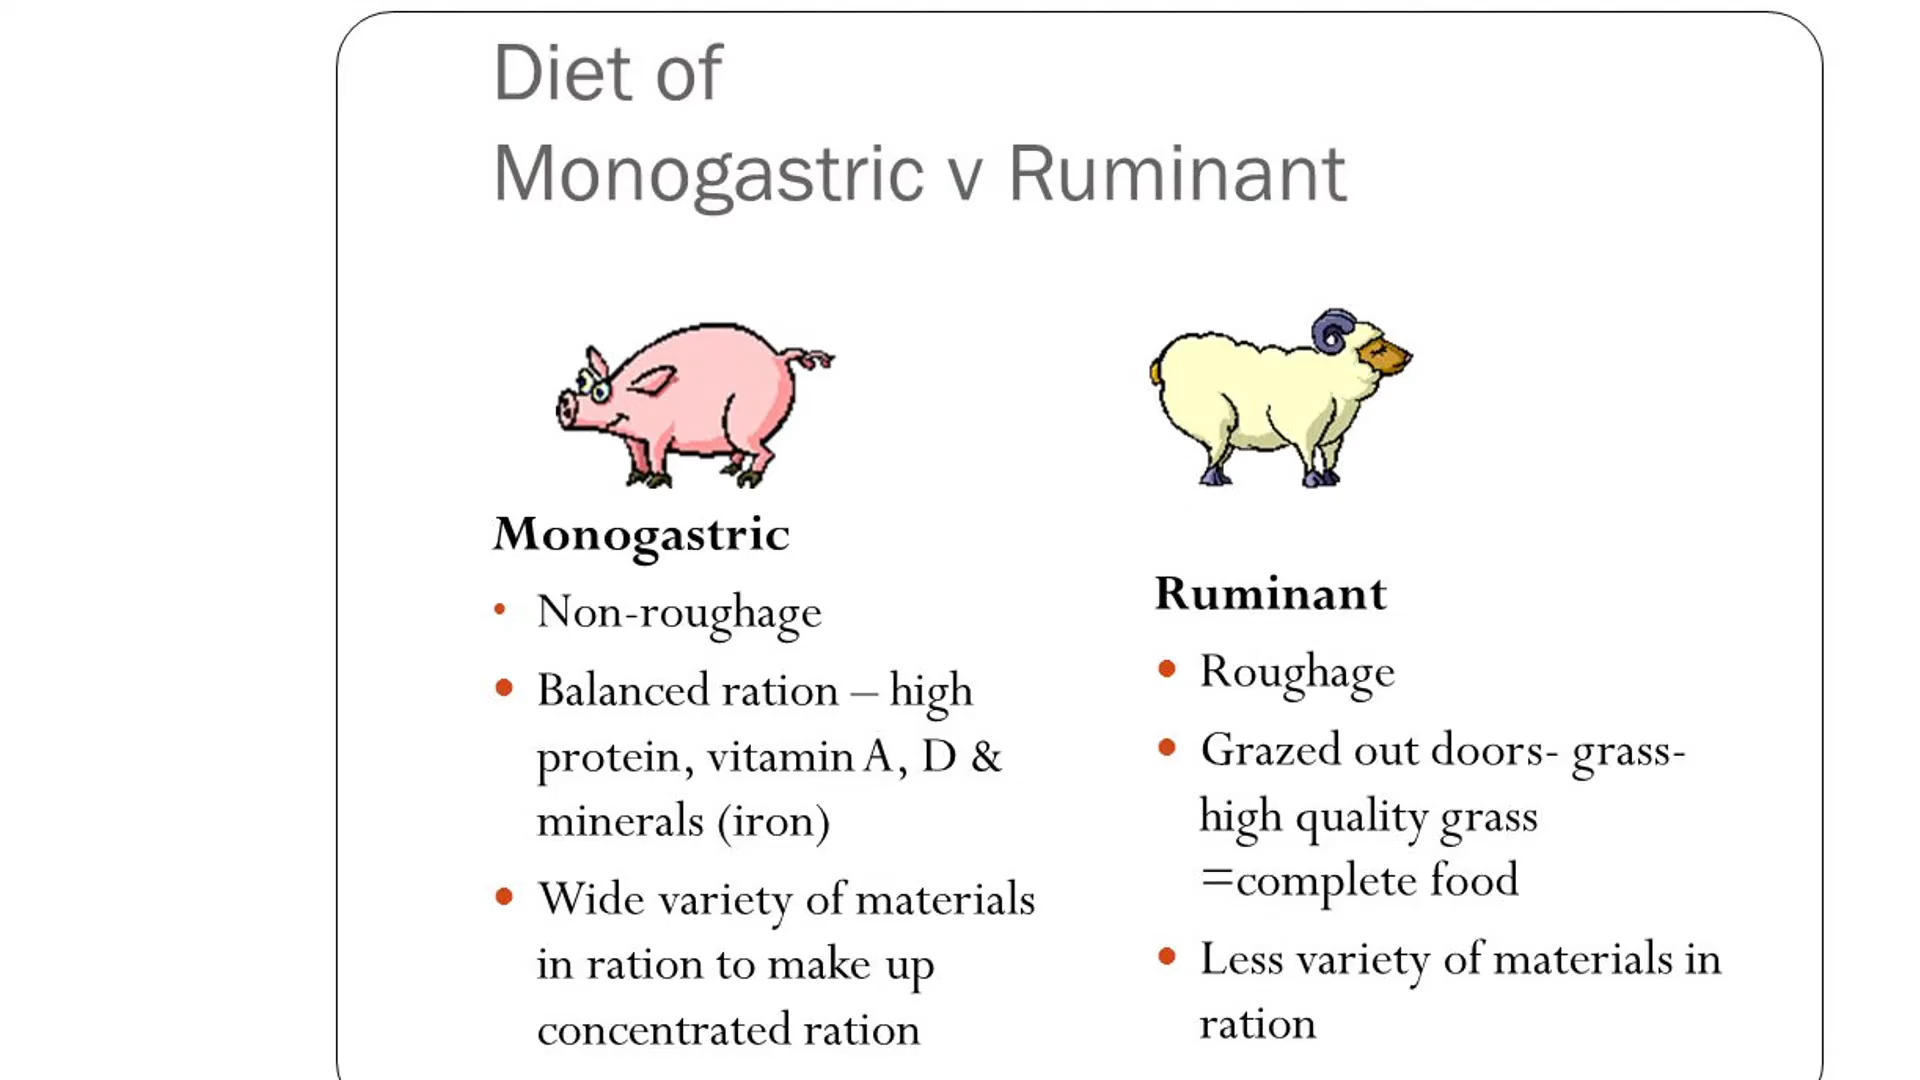 Diet of
Monogastric v Ruminant
Monogastric
• Non-roughage
• Balanced ration – high
protein, vitamin A, D &
minerals (iron)
• Wide variety of materials
in ration to make up
concentrated ration
Ruminant
• Roughage
• Grazed out doors- grass-
high quality grass
=complete food
• Less variety of materials in
ration